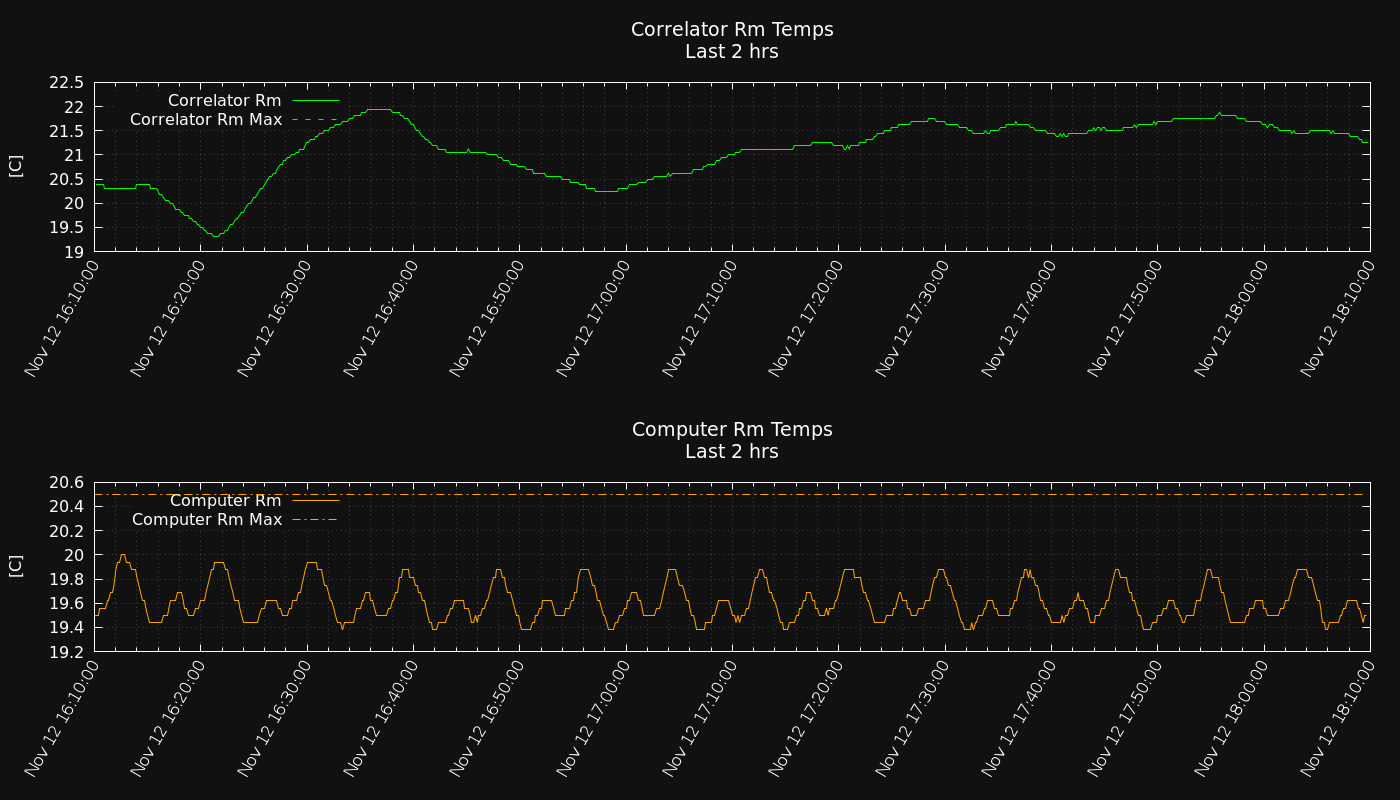 Correlator Rm Temps
Last 2 hrs
22.5
22
21.5
21
20.5
20
19.5
19
[C]
Correlator Rm
Correlator Rm Max
Nov 12 16:10:00
Nov 12 16:20:00
Nov 12 16:30:00
Nov 12 16:40:00
Nov 12 16:50:00
Nov 12 17:00:00
Nov 12 17:10:00
Nov 12 17:20:00
Nov 12 17:30:00
Nov 12 17:40:00
Nov 12 17:50:00
Nov 12 18:00:00
Nov 12 18:10:00
Computer Rm Temps
Last 2 hrs
20.6
20.4
20.2
20
19.8
19.6
19.4
19.2
[C]
Computer Rm
Computer Rm Max
Nov 12 16:10:00
Nov 12 16:20:00
Nov 12 16:30:00
Nov 12 16:40:00
Nov 12 16:50:00
Nov 12 17:00:00
Nov 12 17:10:00
Nov 12 17:20:00
Nov 12 17:30:00
Nov 12 17:40:00
Nov 12 17:50:00
Nov 12 18:00:00
Nov 12 18:10:00